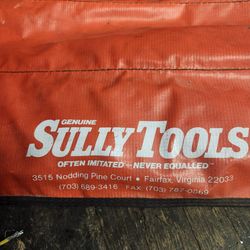 GENUINE
SULLY TOOLS
OFTEN IMITATED - NEVER EQUALLED
3515 Nodding Pine Court • Fairfax, Virginia 22033
(703) 689-3416 FAX (703) 787-0869